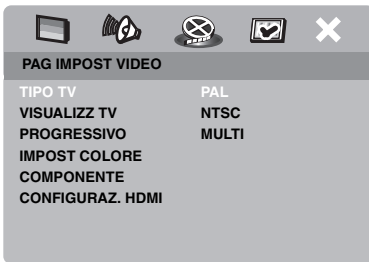 PAG IMPOST VIDEO
TIPO TV PAL
VISUALIZZ TV NTSC
PROGRESSIVO MULTI
IMPOST COLORE
COMPONENTE
CONFIGURAZ. HDMI